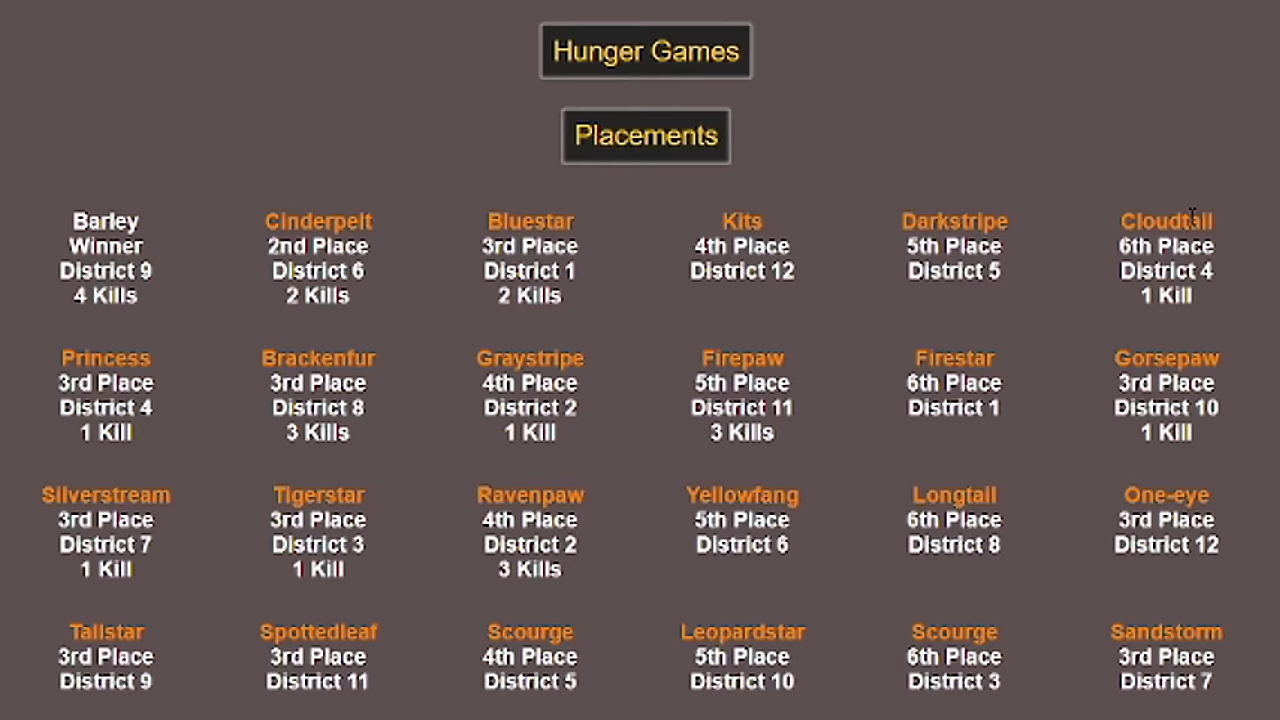 Hunger Games
Placements
Barley Cinderpelt Bluestar Kits Darkstripe Cloudtail
Winner 2nd Place 3rd Place 4th Place 5th Place 6th Place
District 9 District 6 District 1 District 12 District 5 District 4
4 Kills 2 Kills 2 Kills 1 Kill
Princess Brackenfur Graystripe Firepaw Firestar Gorsepaw
3rd Place 3rd Place 4th Place 5th Place 6th Place 3rd Place
District 4 District 8 District 2 District 11 District 1 District 10
1 Kill 3 Kills 1 Kill 3 Kills 1 Kill
Silverstream Tigerstar Ravenpaw Yellowfang Longtail One-eye
3rd Place 3rd Place 4th Place 5th Place 6th Place 3rd Place
District 7 District 3 District 2 District 6 District 8 District 12
1 Kill 1 Kill 3 Kills
Tallstar Spottedleaf Scourge Leopardstar Scourge Sandstorm
3rd Place 3rd Place 4th Place 5th Place 6th Place 3rd Place
District 9 District 11 District 5 District 10 District 3 District 7